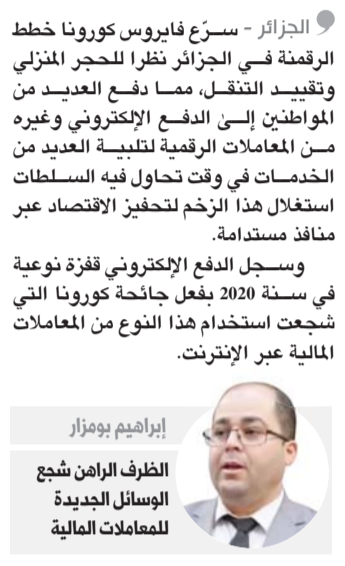 الجزائر - سرّع فايروس كورونا خطط
الرقمنة في الجزائر نظرا للحجر المنزلي
وتقييد التنقل، مما دفع العديد من
المواطنين إلى الدفع الإلكتروني وغيره
من المعاملات الرقمية لتلبية العديد من
الخدمات في وقت تحاول فيه السلطات
استغلال هذا الزخم لتحفيز الاقتصاد عبر
منافذ مستدامة.
وسجل الدفع الإلكتروني قفزة نوعية
في سنة 2020 بفعل جائحة كورونا التي
شجعت استخدام هذا النوع من المعاملات
المالية عبر الإنترنت.
إبراهيم بومزار
الظرف الراهن شجع
الوسائل الجديدة
للمعاملات المالية